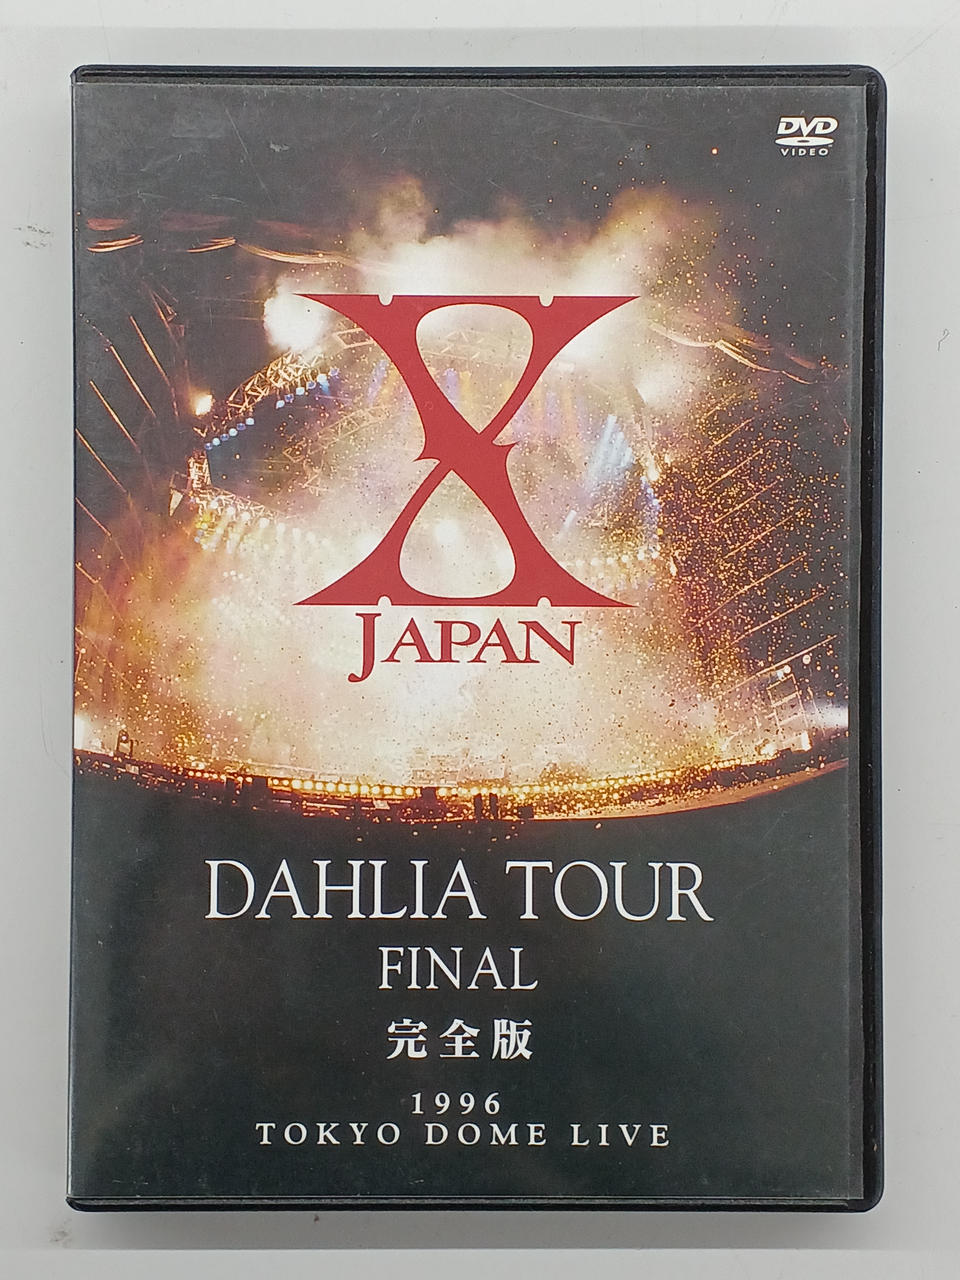 DVD
VIDEO
X
JAPAN
DAHLIA TOUR
FINAL
完全版
1996
TOKYO DOME LIVE